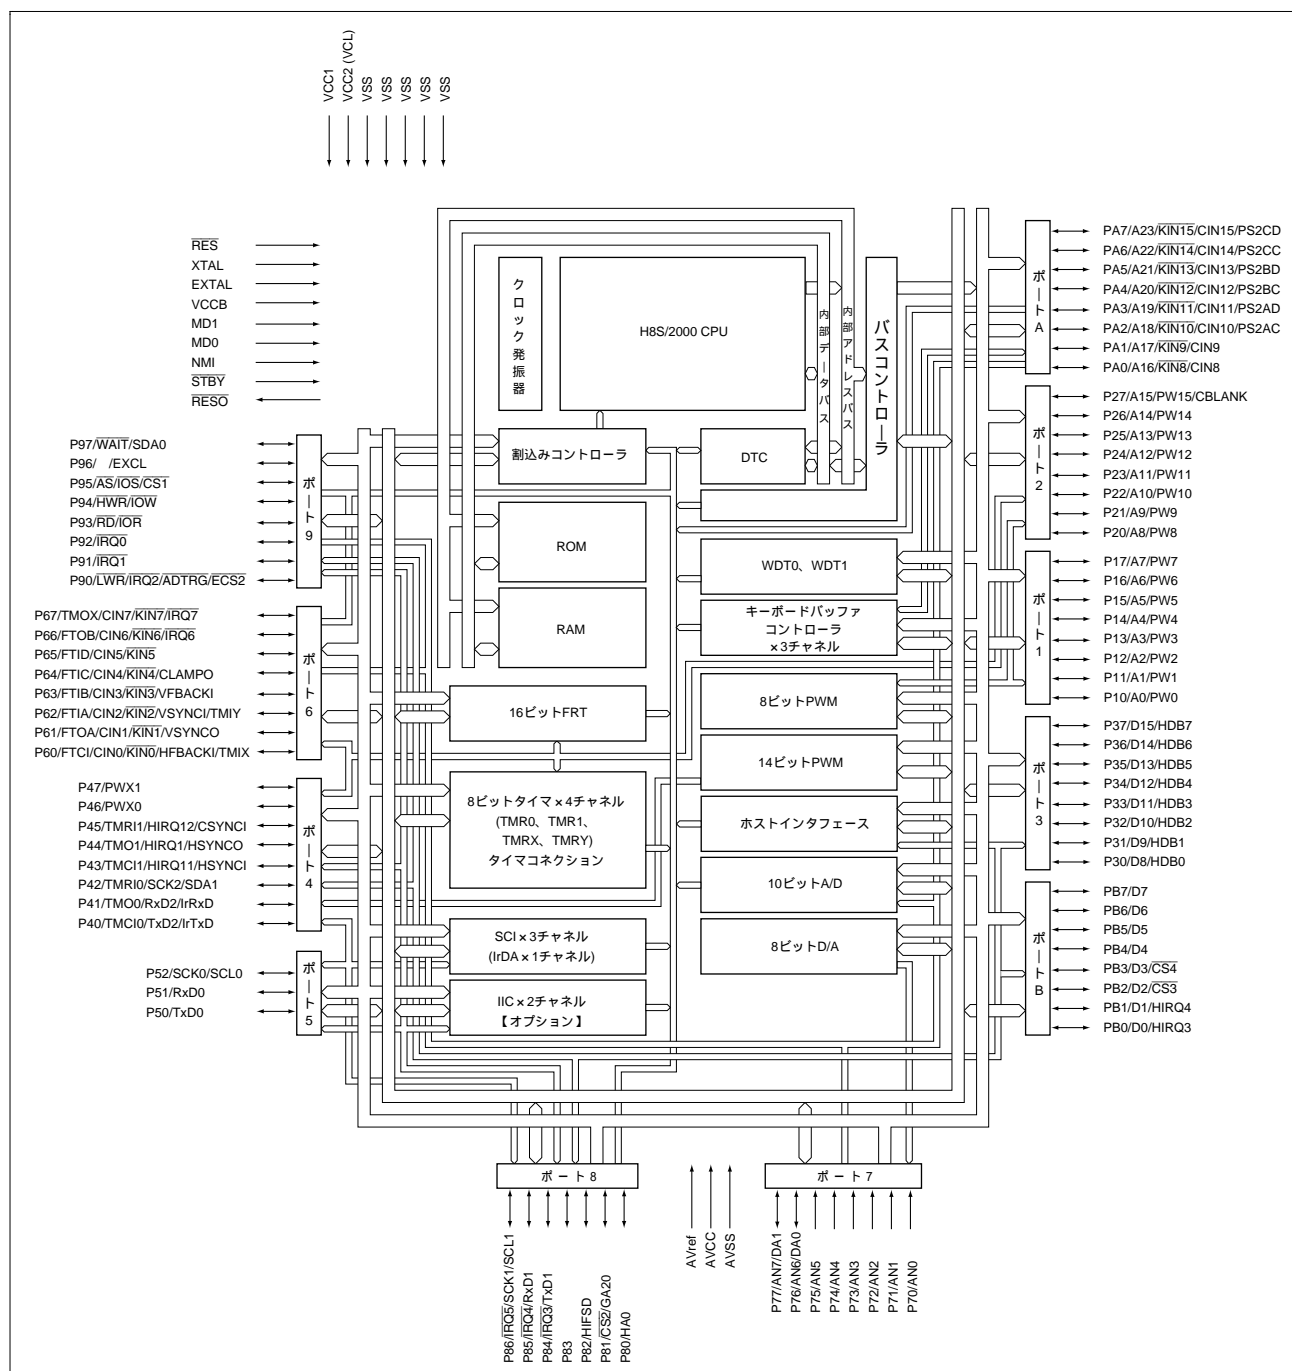 VCC1
VCC2 (VCL)
VSS
VSS
VSS
VSS
VSS
RES
XTAL
EXTAL
VCCB
MD1
MD0
NMI
STBY
RESO
P97/WAIT/SDA0
P96/ /EXCL
P95/AS/IOS/CS1
P94/HWR/IOW
P93/RD/IOR
P92/IRQ0
P91/IRQ1
P90/LWR/IRQ2/ADTRG/ECS2
ポート9
P67/TMOX/CIN7/KIN7/IRQ7
P66/FTOB/CIN6/KIN6/IRQ6
P65/FTID/CIN5/KIN5
P64/FTIC/CIN4/KIN4/CLAMPO
P63/FTIB/CIN3/KIN3/VFBACKI
P62/FTIA/CIN2/KIN2/VSYNCI/TMIY
P61/FTOA/CIN1/KIN1/VSYNCO
P60/FTCI/CIN0/KIN0/HFBACKI/TMIX
ポート6
P47/PWX1
P46/PWX0
P45/TMRI1/HIRQ12/CSYNCI
P44/TMO1/HIRQ1/HSYNCO
P43/TMCI1/HIRQ11/HSYNCI
P42/TMRI0/SCK2/SDA1
P41/TMO0/RxD2/IrRxD
P40/TMCI0/TxD2/IrTxD
ポート4
P52/SCK0/SCL0
P51/RxD0
P50/TxD0
ポート5
クロック発振器
H8S/2000 CPU
内部データバス
内部アドレスバス
バスコントローラ
割込みコントローラ
DTC
ROM
RAM
WDT0、WDT1
キーボードバッファ
コントローラ
×3チャネル
16ビットFRT
8ビットPWM
14ビットPWM
8ビットタイマ×4チャネル
(TMR0、TMR1、
TMRX、TMRY)
タイマコネクション
ホストインタフェース
10ビットA/D
8ビットD/A
SCI×3チャネル
(IrDA×1チャネル)
IIC×2チャネル
【オプション】
PA7/A23/KIN15/CIN15/PS2CD
PA6/A22/KIN14/CIN14/PS2CC
PA5/A21/KIN13/CIN13/PS2BD
PA4/A20/KIN12/CIN12/PS2BC
PA3/A19/KIN11/CIN11/PS2AD
PA2/A18/KIN10/CIN10/PS2AC
PA1/A17/KIN9/CIN9
PA0/A16/KIN8/CIN8
ポートA
P27/A15/PW15/CBLANK
P26/A14/PW14
P25/A13/PW13
P24/A12/PW12
P23/A11/PW11
P22/A10/PW10
P21/A9/PW9
P20/A8/PW8
ポート2
P17/A7/PW7
P16/A6/PW6
P15/A5/PW5
P14/A4/PW4
P13/A3/PW3
P12/A2/PW2
P11/A1/PW1
P10/A0/PW0
ポート1
P37/D15/HDB7
P36/D14/HDB6
P35/D13/HDB5
P34/D12/HDB4
P33/D11/HDB3
P32/D10/HDB2
P31/D9/HDB1
P30/D8/HDB0
ポート3
PB7/D7
PB6/D6
PB5/D5
PB4/D4
PB3/D3/CS4
PB2/D2/CS3
PB1/D1/HIRQ4
PB0/D0/HIRQ3
ポートB
ポート8
P86/IRQ5/SCK1/SCL1
P85/IRQ4/RxD1
P84/IRQ3/TxD1
P83
P82/HIFSD
P81/CS2/GA20
P80/HA0
AVref
AVCC
AVSS
ポート7
P77/AN7/DA1
P76/AN6/DA0
P75/AN5
P74/AN4
P73/AN3
P72/AN2
P71/AN1
P70/AN0